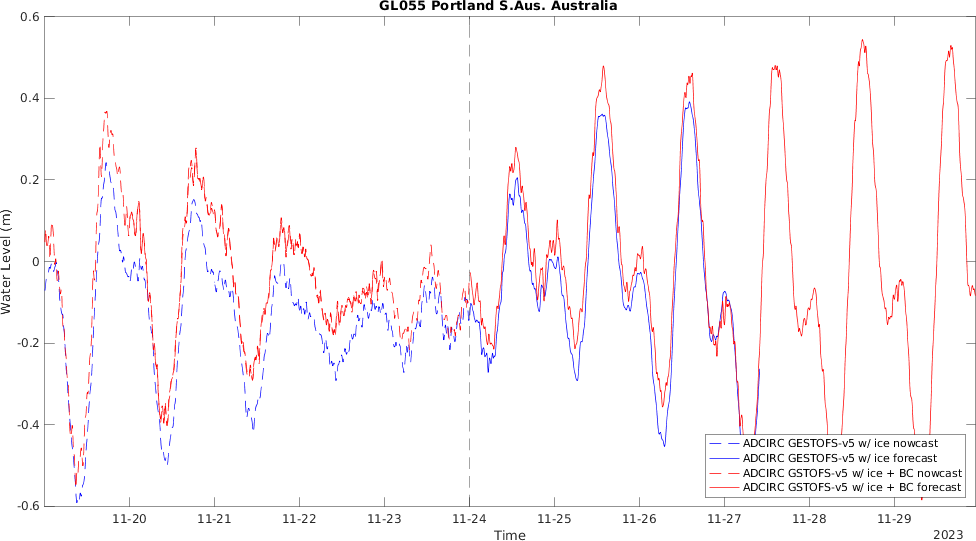 GL055 Portland S.Aus. Australia
0.6
0.4
0.2
0
-0.2
-0.4
-0.6
Water Level (m)
11-20
11-21
11-22
11-23
11-24
11-25
11-26
11-27
11-28
11-29
Time
2023
ADCIRC GESTOFS-v5 w/ ice nowcast
ADCIRC GESTOFS-v5 w/ ice forecast
ADCIRC GSTOFS-v5 w/ ice + BC nowcast
ADCIRC GSTOFS-v5 w/ ice + BC forecast